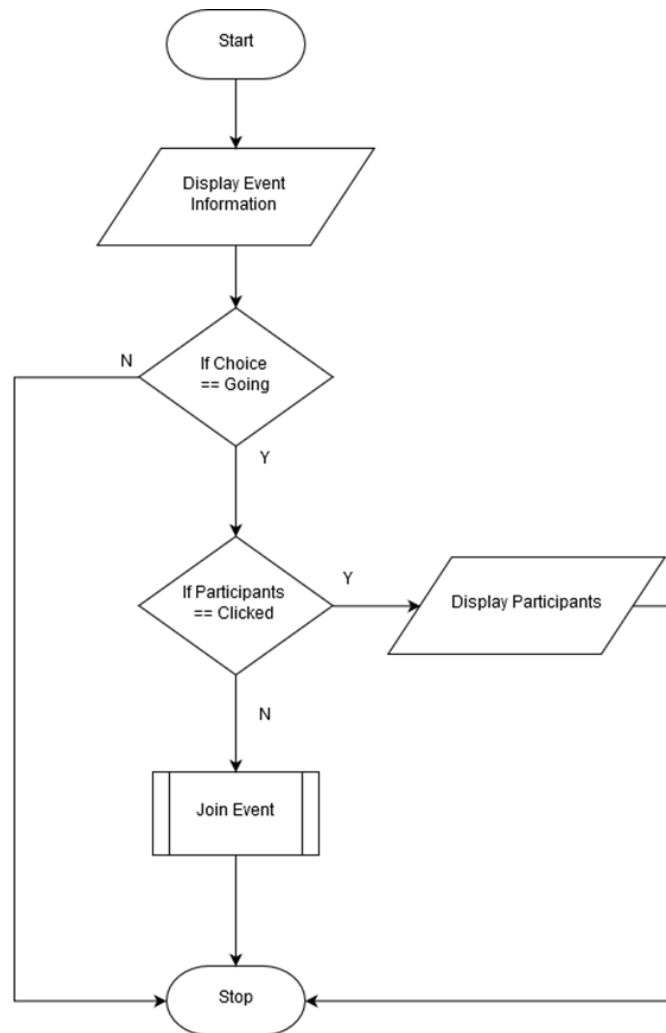 Start
Display Event
Information
N
If Choice
== Going
Y
If Participants
== Clicked
Y
Display Participants
N
Join Event
Stop